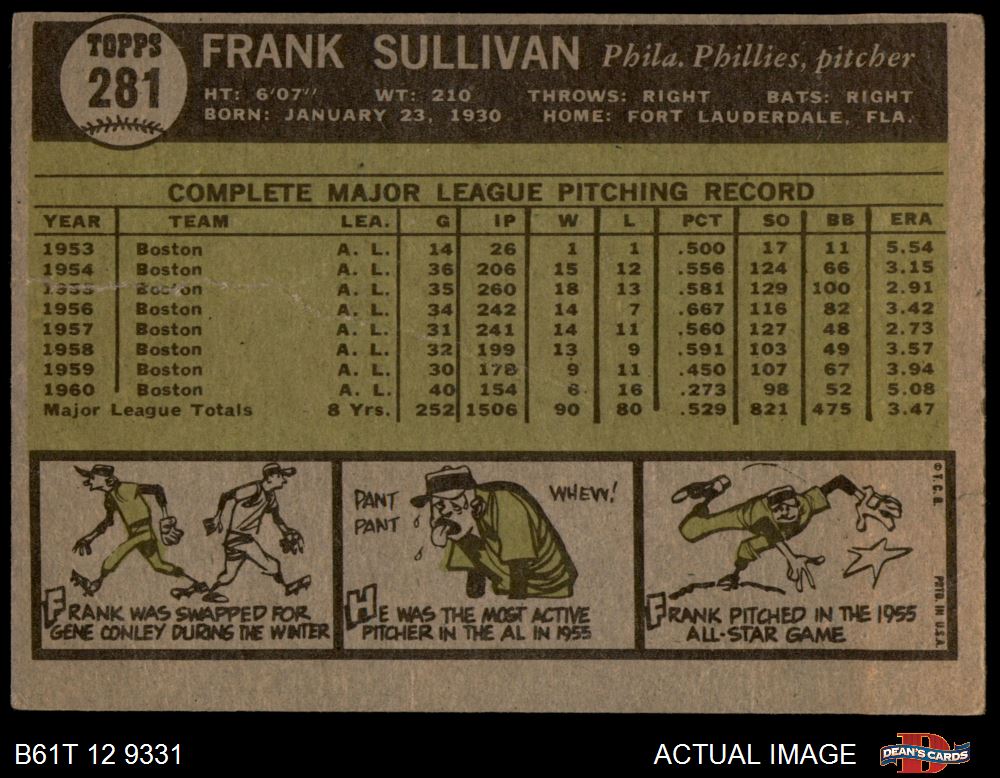 TOPPS
281
FRANK SULLIVAN Phila. Phillies, pitcher
HT: 6'07" WT: 210 THROWS: RIGHT BATS: RIGHT
BORN: JANUARY 23, 1930 HOME: FORT LAUDERDALE, FLA.
COMPLETE MAJOR LEAGUE PITCHING RECORD
YEAR TEAM LEA. G IP W L PCT SO BB ERA
1953 Boston A. L. 14 26 1 1 .500 17 11 5.54
1954 Boston A. L. 36 206 15 12 .556 124 66 3.15
1955 Boston A. L. 35 260 18 13 .581 129 100 2.91
1956 Boston A. L. 34 242 14 7 .667 116 82 3.42
1957 Boston A. L. 31 241 14 11 .560 127 48 2.73
1958 Boston A. L. 32 199 13 9 .591 103 49 3.57
1959 Boston A. L. 30 178 9 11 .450 107 67 3.94
1960 Boston A. L. 40 154 6 16 .273 98 52 5.08
Major League Totals 8 Yrs. 252 1506 90 80 .529 821 475 3.47
FRANK WAS SWAPPED FOR
GENE CONLEY DURING THE WINTER
PANT
PANT
WHEW!
HE WAS THE MOST ACTIVE
PITCHER IN THE AL IN 1955
FRANK PITCHED IN THE 1955
ALL-STAR GAME
© T. C. G.
PRTD. IN U.S.A.
B61T 12 9331
ACTUAL IMAGE
DEAN'S CARDS